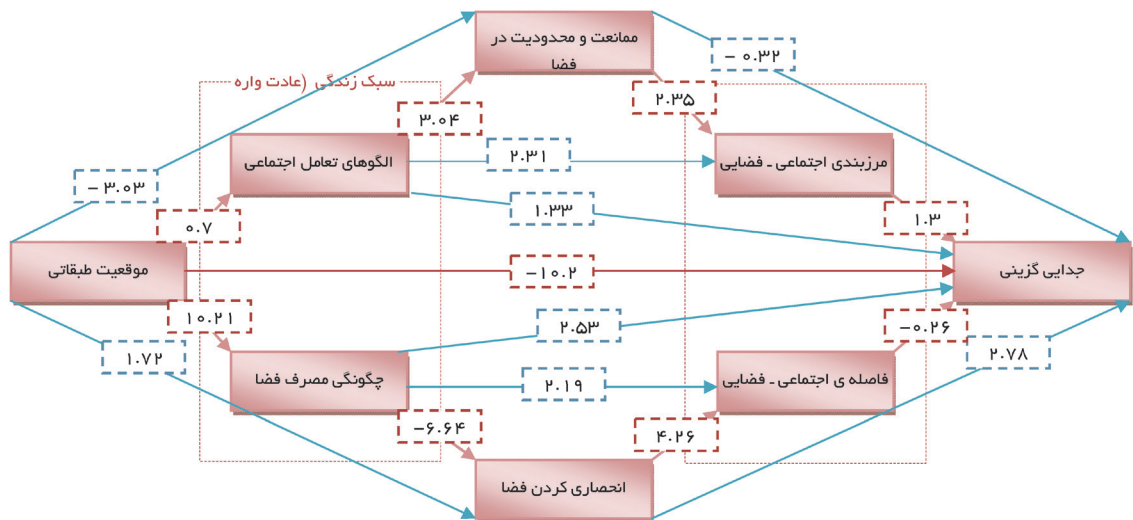 ممانعت و محدودیت در
فضا
- ۰.۳۲
سبک زندگی (عادت واره
۳.۰۴
۲.۳۵
الگوهای تعامل اجتماعی
۲.۳۱
مرزبندی اجتماعی ـ فضایی
- ۳.۰۳
۰.۷
۱.۳۳
۱.۳
موقعیت طبقاتی
-۱۰.۲
جدایی گزینی
۱۰.۲۱
۲.۵۳
-۰.۲۶
۱.۷۲
۲.۷۸
چگونگی مصرف فضا
۲.۱۹
فاصله ی اجتماعی ـ فضایی
-۶.۶۴
۴.۲۶
انحصاری کردن فضا